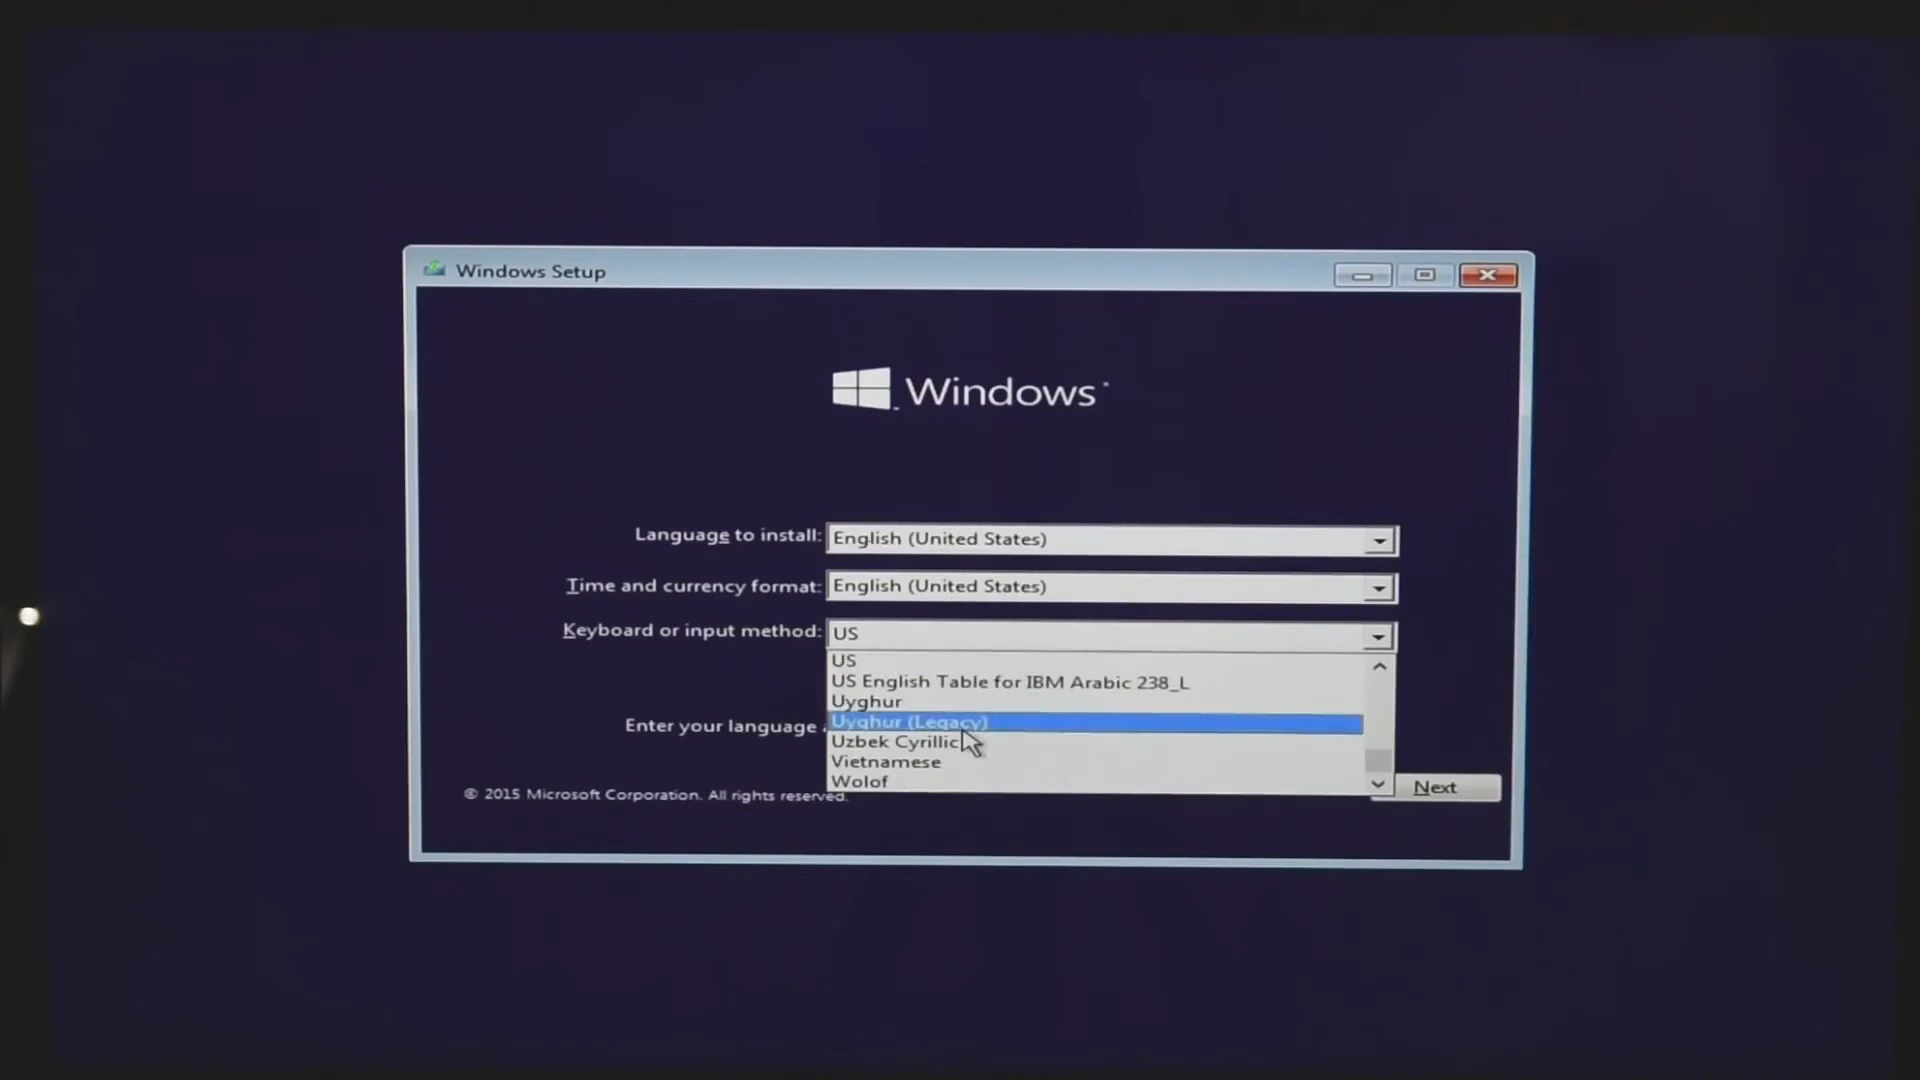 Windows Setup
Windows
Language to install: English (United States)
Time and currency format: English (United States)
Keyboard or input method: US
US
US English Table for IBM Arabic 238_L
Uyghur
Uyghur (Legacy)
Enter your language
Uzbek Cyrillic
Vietnamese
Wolof
© 2015 Microsoft Corporation. All rights reserved.
Next